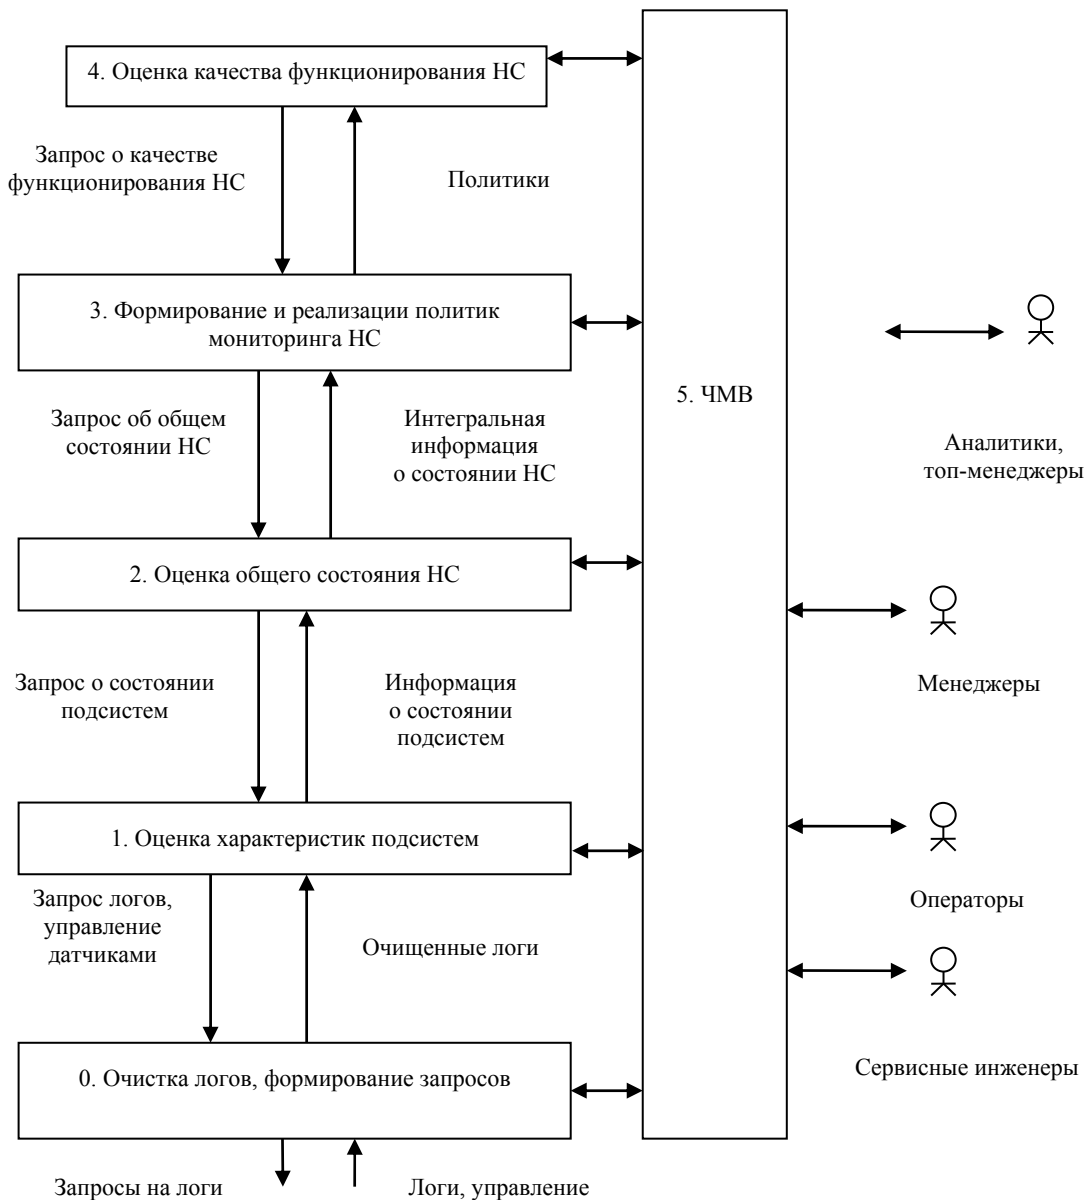 4. Оценка качества функционирования НС
Запрос о качестве
функционирования НС
Политики
3. Формирование и реализации политик
мониторинга НС
5. ЧМВ
Запрос об общем
состоянии НС
Интегральная
информация
о состоянии НС
Аналитики,
топ-менеджеры
2. Оценка общего состояния НС
Запрос о состоянии
подсистем
Информация
о состоянии
подсистем
Менеджеры
1. Оценка характеристик подсистем
Запрос логов,
управление
датчиками
Очищенные логи
Операторы
0. Очистка логов, формирование запросов
Сервисные инженеры
Запросы на логи
Логи, управление